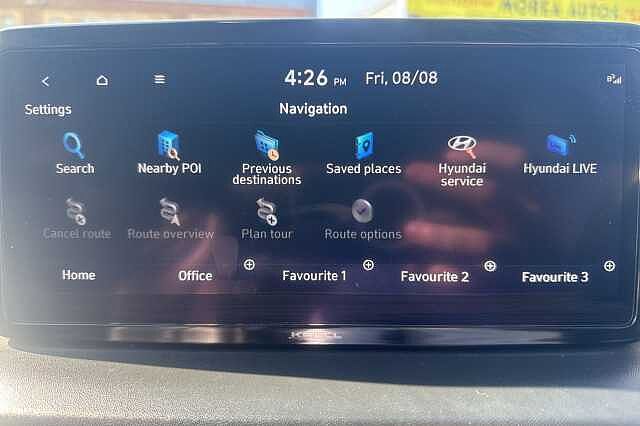 4:26 PM Fri, 08/08
Settings Navigation
Search Nearby POI Previous destinations Saved places Hyundai service Hyundai LIVE
Cancel route Route overview Plan tour Route options
Home Office Favourite 1 Favourite 2 Favourite 3